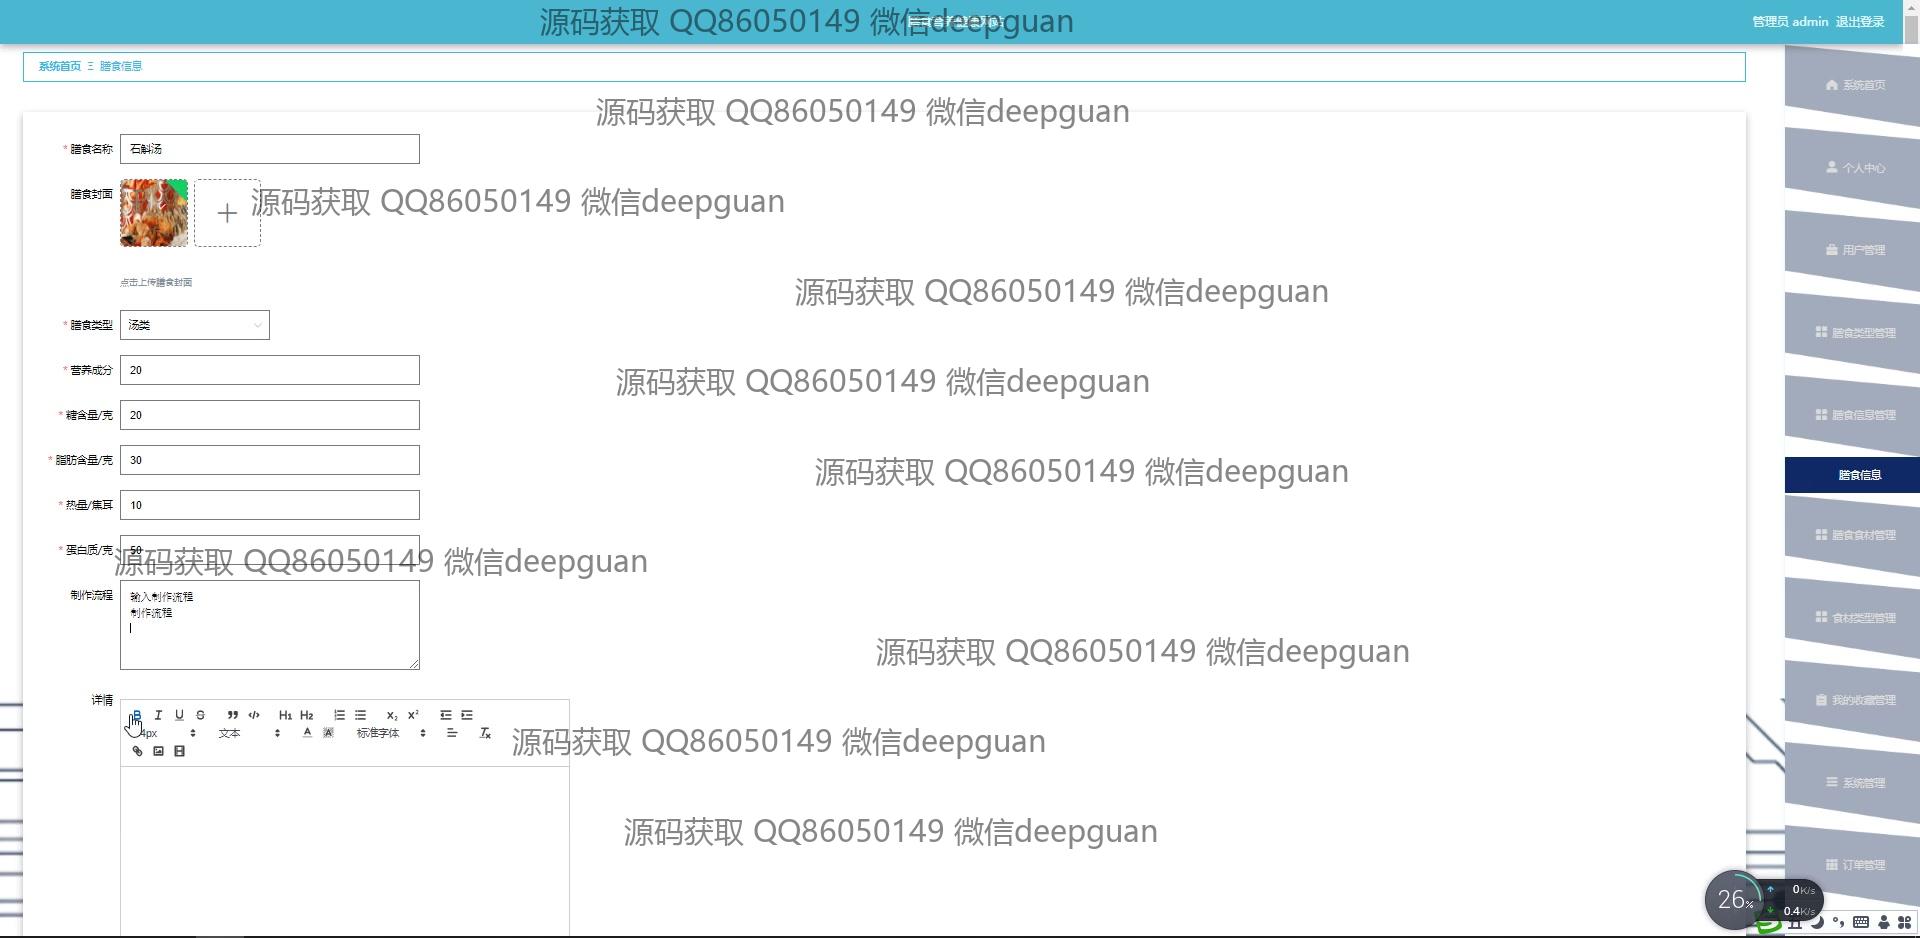 源码获取 QQ86050149 微信deepguan
管理员 admin 退出登录
系统首页 Ξ 膳食信息
源码获取 QQ86050149 微信deepguan
* 膳食名称 石斛汤
膳食封面
源码获取 QQ86050149 微信deepguan
点击上传膳食封面
源码获取 QQ86050149 微信deepguan
* 膳食类型 汤类
* 营养成分 20
源码获取 QQ86050149 微信deepguan
* 糖含量/克 20
* 脂肪含量/克 30
源码获取 QQ86050149 微信deepguan
* 热量/焦耳 10
* 蛋白质/克 50
源码获取 QQ86050149 微信deepguan
制作流程 输入制作流程
制作流程
源码获取 QQ86050149 微信deepguan
详情
B I U S H1 H2 X₂ X²
4px 文本 A 标准字体
源码获取 QQ86050149 微信deepguan
源码获取 QQ86050149 微信deepguan
系统首页
个人中心
用户管理
膳食类型管理
膳食信息管理
膳食信息
膳食食材管理
食材类型管理
我的收藏管理
系统管理
订单管理
26%
0K/s
0.4K/s